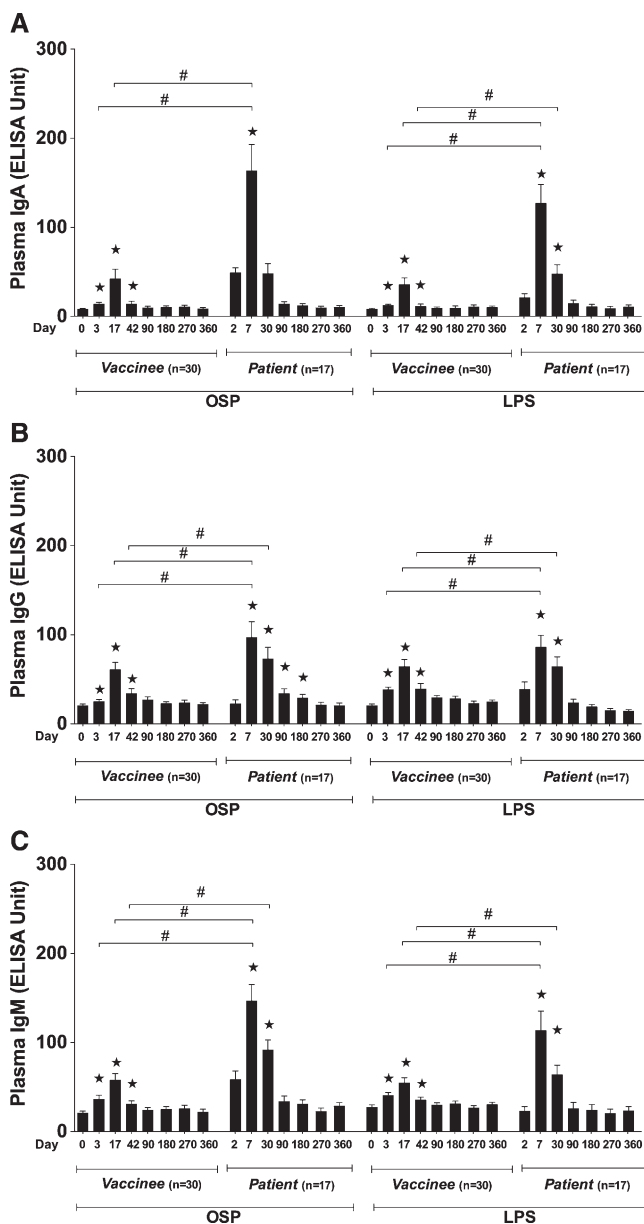 A
Plasma IgA (ELISA Unit)
300
#
#
#
#
#
200
100
0
Day 0 3 17 42 90 180 270 360 2 7 30 90 180 270 360 0 3 17 42 90 180 270 360 2 7 30 90 180 270 360
Vaccinee (n=30) Patient (n=17) Vaccinee (n=30) Patient (n=17)
OSP LPS
B
Plasma IgG (ELISA Unit)
300
200
#
#
#
#
#
#
100
0
Day 0 3 17 42 90 180 270 360 2 7 30 90 180 270 360 0 3 17 42 90 180 270 360 2 7 30 90 180 270 360
Vaccinee (n=30) Patient (n=17) Vaccinee (n=30) Patient (n=17)
OSP LPS
C
Plasma IgM (ELISA Unit)
300
#
#
#
#
#
#
200
100
0
Day 0 3 17 42 90 180 270 360 2 7 30 90 180 270 360 0 3 17 42 90 180 270 360 2 7 30 90 180 270 360
Vaccinee (n=30) Patient (n=17) Vaccinee (n=30) Patient (n=17)
OSP LPS